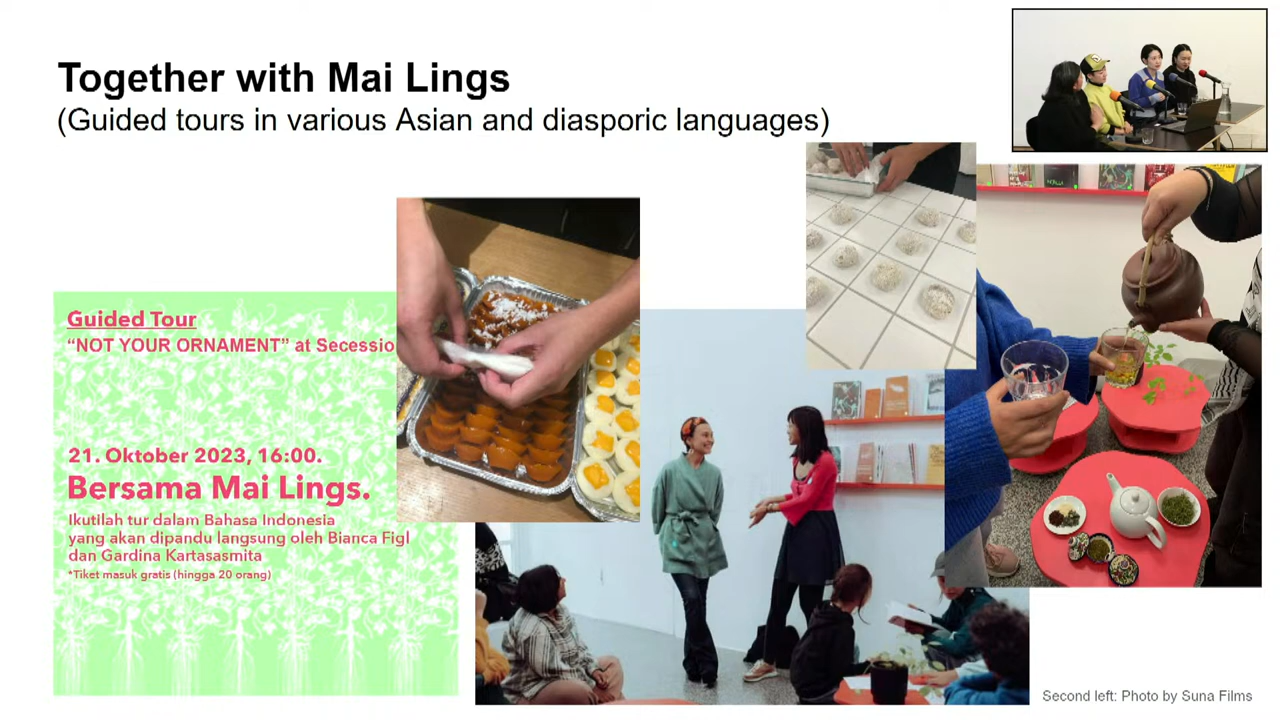 Together with Mai Lings
(Guided tours in various Asian and diasporic languages)
Guided Tour
“NOT YOUR ORNAMENT” at Secessio
21. Oktober 2023, 16:00.
Bersama Mai Lings.
Ikutilah tur dalam Bahasa Indonesia
yang akan dipandu langsung oleh Bianca Figl
dan Gardina Kartasasmita
*Tiket masuk gratis (hingga 20 orang)
Second left: Photo by Suna Films